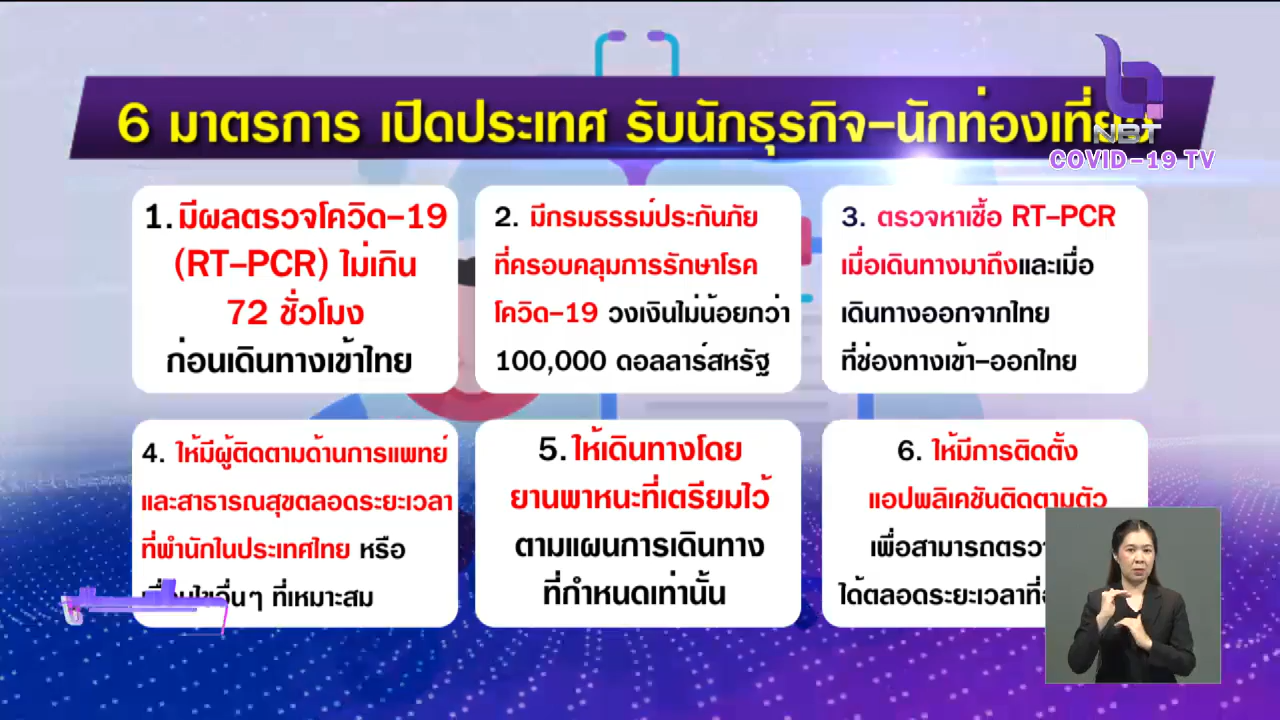 6 มาตรการ เปิดประเทศ รับนักธุรกิจ-นักท่องเที่ยว
NBT
COVID-19 TV
1. มีผลตรวจโควิด-19
(RT-PCR) ไม่เกิน
72 ชั่วโมง
ก่อนเดินทางเข้าไทย
2. มีกรมธรรม์ประกันภัย
ที่ครอบคลุมการรักษาโรค
โควิด-19 วงเงินไม่น้อยกว่า
100,000 ดอลลาร์สหรัฐ
3. ตรวจหาเชื้อ RT-PCR
เมื่อเดินทางมาถึงและเมื่อ
เดินทางออกจากไทย
ที่ช่องทางเข้า-ออกไทย
4. ให้มีผู้ติดตามด้านการแพทย์
และสาธารณสุขตลอดระยะเวลา
ที่พำนักในประเทศไทย หรือ
ที่เหมาะสม
5. ให้เดินทางโดย
ยานพาหนะที่เตรียมไว้
ตามแผนการเดินทาง
ที่กำหนดเท่านั้น
6. ให้มีการติดตั้ง
แอปพลิเคชันติดตามตัว
เพื่อสามารถ
ได้ตลอดระยะเวลาที่